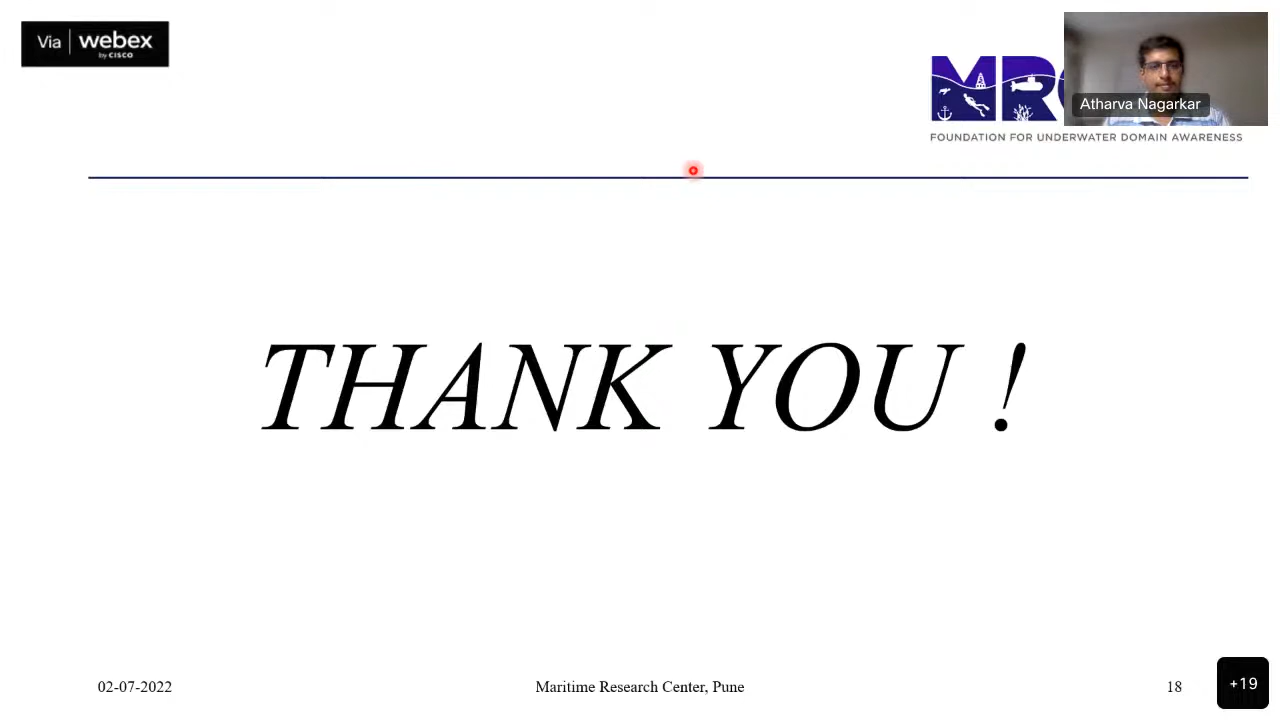 Via webex
by CISCO
MRC
Atharva Nagarkar
FOUNDATION FOR UNDERWATER DOMAIN AWARENESS
THANK YOU !
02-07-2022
Maritime Research Center, Pune
18
+19